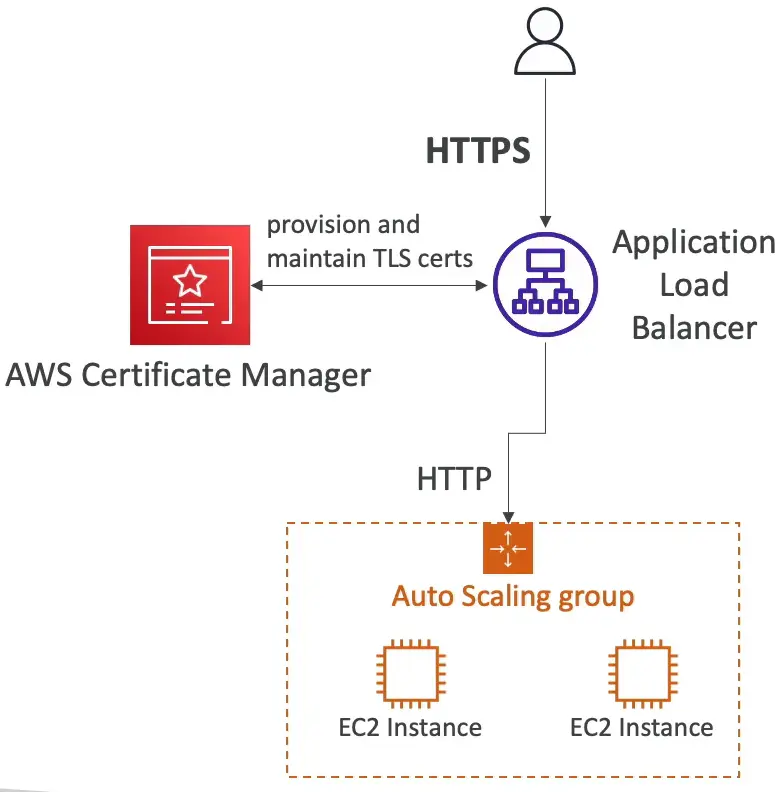 HTTPS
provision and
maintain TLS certs
Application
Load
Balancer
AWS Certificate Manager
HTTP
Auto Scaling group
EC2 Instance
EC2 Instance